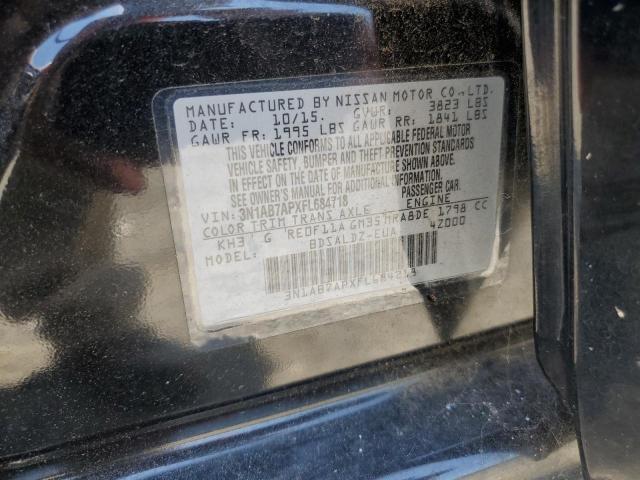 MANUFACTURED BY NISSAN MOTOR CO., LTD.
DATE: 10/15. GVWR: 3823 LBS
GAWR FR: 1995 LBS GAWR RR: 1841 LBS
THIS VEHICLE CONFORMS TO ALL APPLICABLE FEDERAL MOTOR
VEHICLE SAFETY, BUMPER AND THEFT PREVENTION STANDARDS
IN EFFECT ON THE DATE OF MANUFACTURE SHOWN ABOVE.
SEE OWNER'S MANUAL FOR ADDITIONAL INFORMATION.
VIN: 3N1AB7APXFL684718 PASSENGER CAR.
COLOR TRIM TRANS AXLE ENGINE
KH3 G RE0F11A GM35 MRA8DE 1798 CC
MODEL: BDSALDZ-EUA 42000